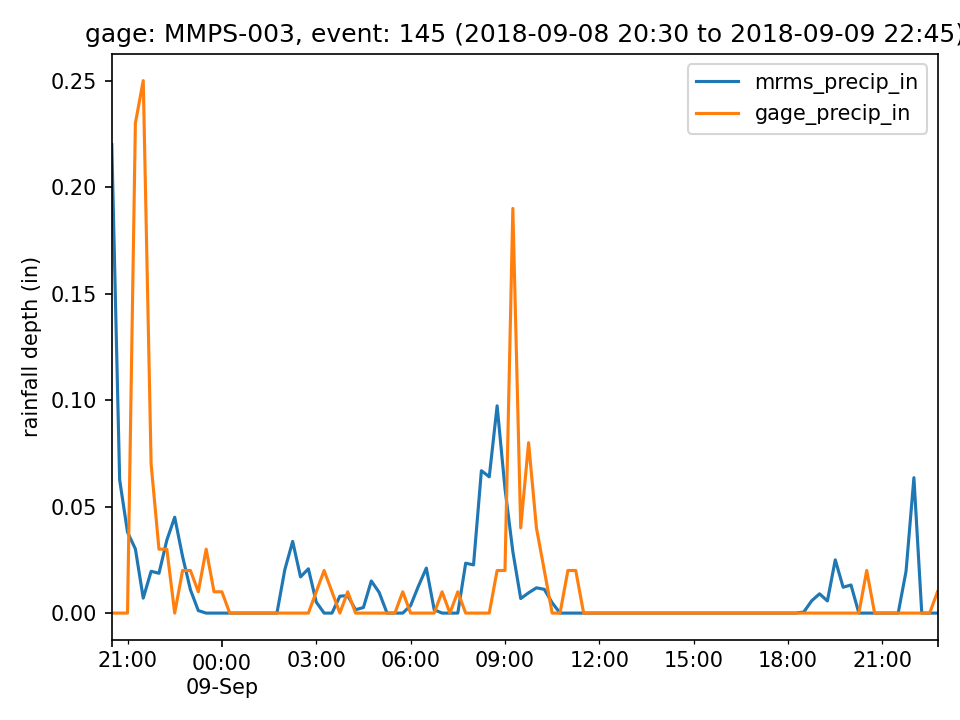 gage: MMPS-003, event: 145 (2018-09-08 20:30 to 2018-09-09 22:45)
mrms_precip_in
gage_precip_in
rainfall depth (in)
0.25
0.20
0.15
0.10
0.05
0.00
21:00 00:00 03:00 06:00 09:00 12:00 15:00 18:00 21:00
09-Sep